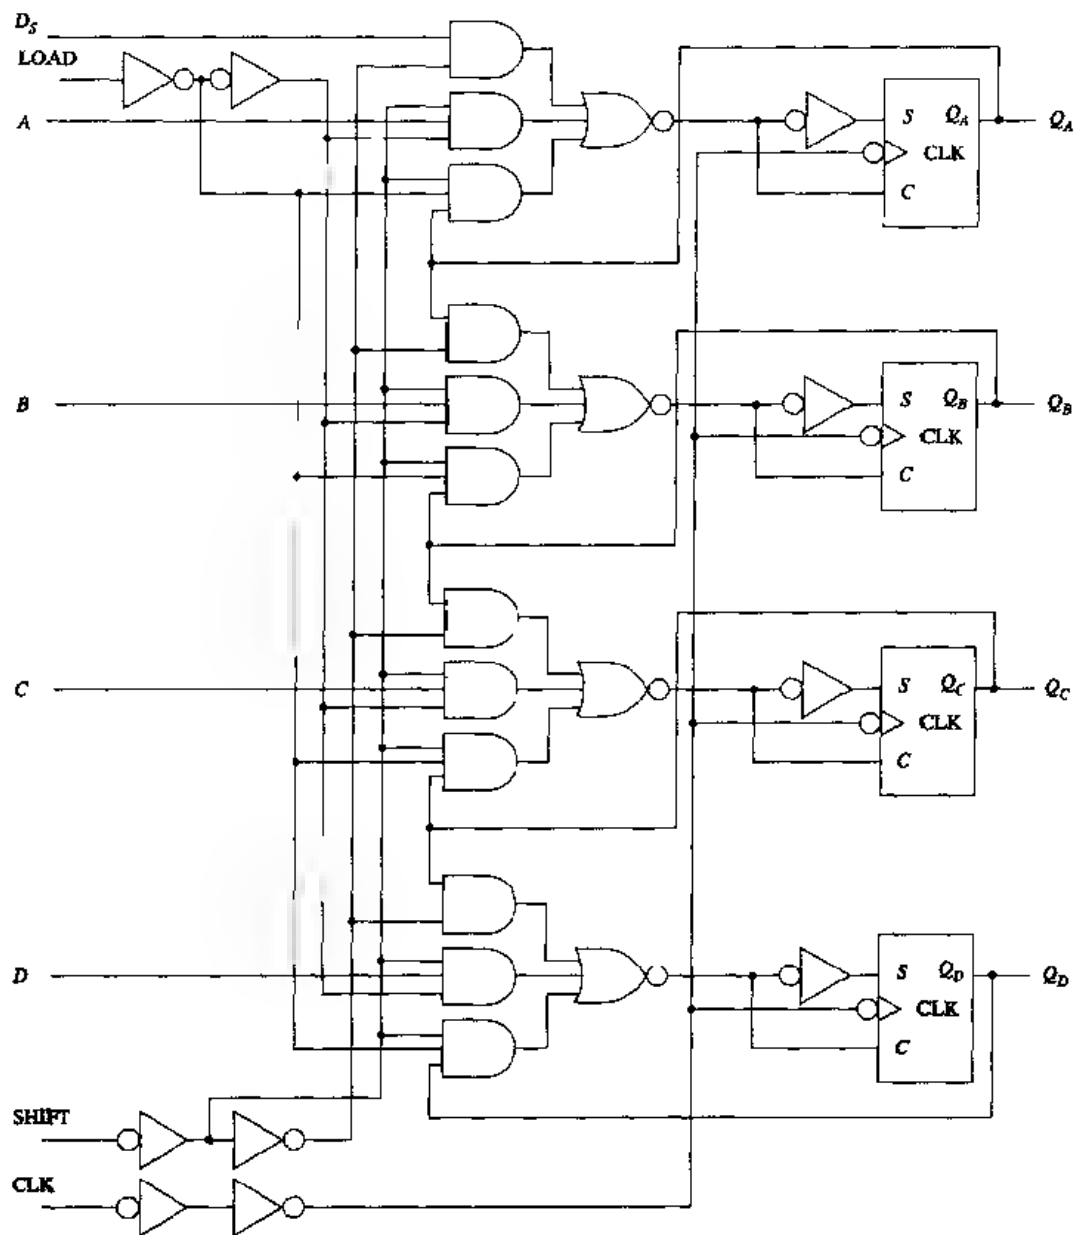 D_S
LOAD
A
S Q_A
Q_A
CLK
C
B
S Q_B
Q_B
CLK
C
C
S Q_C
Q_C
CLK
C
D
S Q_D
Q_D
CLK
C
SHIFT
CLK